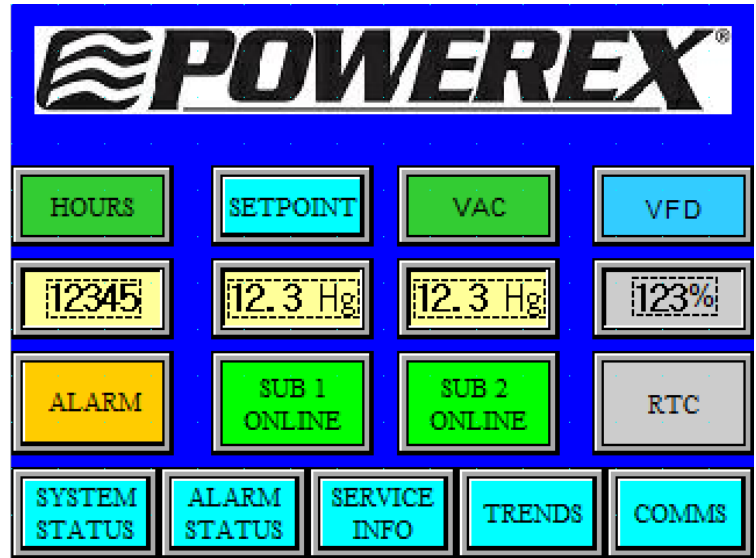 POWEREX®
HOURS SETPOINT VAC VFD
12345 12.3 Hg 12.3 Hg 123%
ALARM SUB 1 ONLINE SUB 2 ONLINE RTC
SYSTEM STATUS ALARM STATUS SERVICE INFO TRENDS COMMS